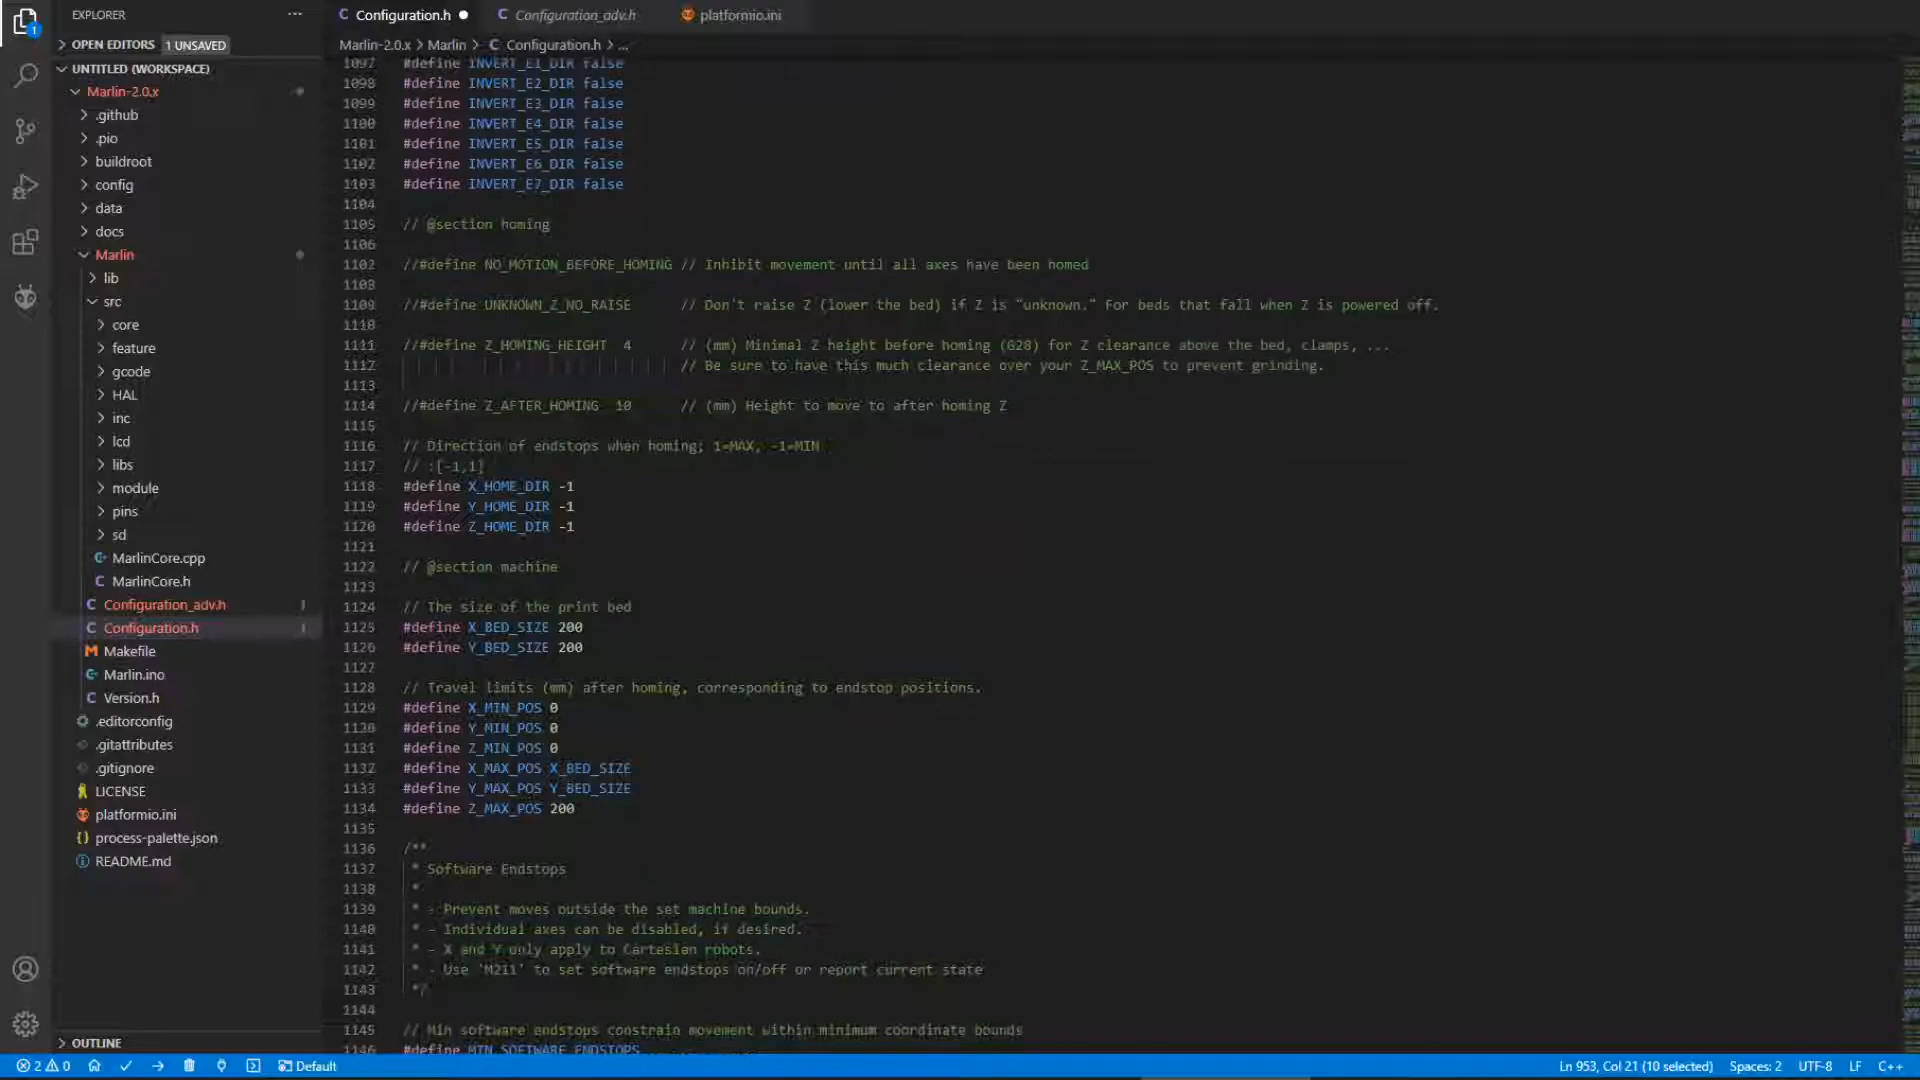 EXPLORER
OPEN EDITORS 1 UNSAVED
UNTITLED (WORKSPACE)
Marlin-2.0.x
.github
.pio
buildroot
config
data
docs
Marlin
lib
src
core
feature
gcode
HAL
inc
lcd
libs
module
pins
sd
MarlinCore.cpp
MarlinCore.h
Configuration_adv.h 1
Configuration.h 1
Makefile
Marlin.ino
Version.h
.editorconfig
.gitattributes
.gitignore
LICENSE
platformio.ini
process-palette.json
README.md
OUTLINE
Configuration.h Configuration_adv.h platformio.ini
Marlin-2.0.x > Marlin > C Configuration.h > ...
1097 #define INVERT_E1_DIR false
1098 #define INVERT_E2_DIR false
1099 #define INVERT_E3_DIR false
1100 #define INVERT_E4_DIR false
1101 #define INVERT_E5_DIR false
1102 #define INVERT_E6_DIR false
1103 #define INVERT_E7_DIR false
1104
1105 // @section homing
1106
1107 //#define NO_MOTION_BEFORE_HOMING // Inhibit movement until all axes have been homed
1108
1109 //#define UNKNOWN_Z_NO_RAISE // Don't raise Z (lower the bed) if Z is "unknown." For beds that fall when Z is powered off.
1110
1111 //#define Z_HOMING_HEIGHT 4 // (mm) Minimal Z height before homing (G28) for Z clearance above the bed, clamps, ...
1112 // Be sure to have this much clearance over your Z_MAX_POS to prevent grinding.
1113
1114 //#define Z_AFTER_HOMING 10 // (mm) Height to move to after homing Z
1115
1116 // Direction of endstops when homing; 1=MAX, -1=MIN
1117 // :[-1,1]
1118 #define X_HOME_DIR -1
1119 #define Y_HOME_DIR -1
1120 #define Z_HOME_DIR -1
1121
1122 // @section machine
1123
1124 // The size of the print bed
1125 #define X_BED_SIZE 200
1126 #define Y_BED_SIZE 200
1127
1128 // Travel limits (mm) after homing, corresponding to endstop positions.
1129 #define X_MIN_POS 0
1130 #define Y_MIN_POS 0
1131 #define Z_MIN_POS 0
1132 #define X_MAX_POS X_BED_SIZE
1133 #define Y_MAX_POS Y_BED_SIZE
1134 #define Z_MAX_POS 200
1135
1136 /**
1137 * Software Endstops
1138 *
1139 * - Prevent moves outside the set machine bounds.
1140 * - Individual axes can be disabled, if desired.
1141 * - X and Y only apply to Cartesian robots.
1142 * - Use 'M211' to set software endstops on/off or report current state
1143 */
1144
1145 // Min software endstops constrain movement within minimum coordinate bounds
1146 #define MIN_SOFTWARE_ENDSTOPS
2 0 Default Ln 953, Col 21 (10 selected) Spaces: 2 UTF-8 LF C++